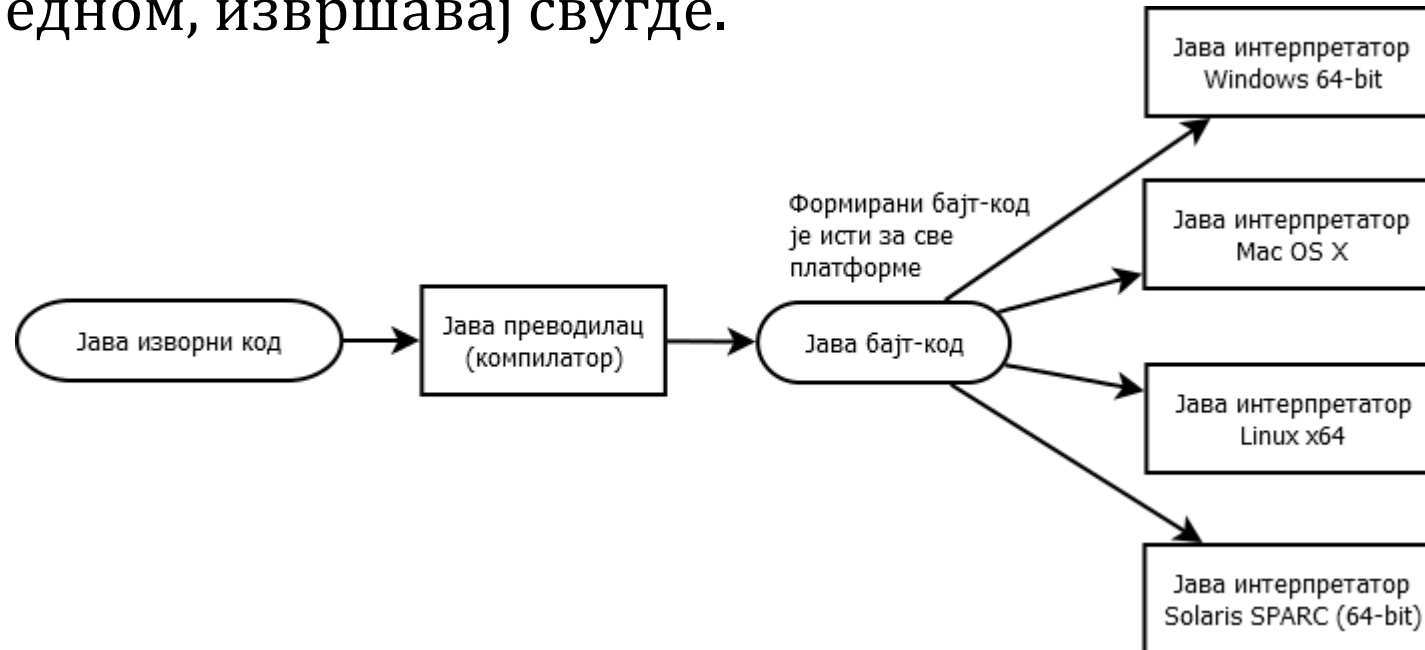 едном, извршавај свугде.
Јава интерпретатор
Windows 64-bit
Формирани бајт-код
је исти за све
платформе
Јава интерпретатор
Mac OS X
Јава изворни код
Јава преводилац
(компилатор)
Јава бајт-код
Јава интерпретатор
Linux x64
Јава интерпретатор
Solaris SPARC (64-bit)